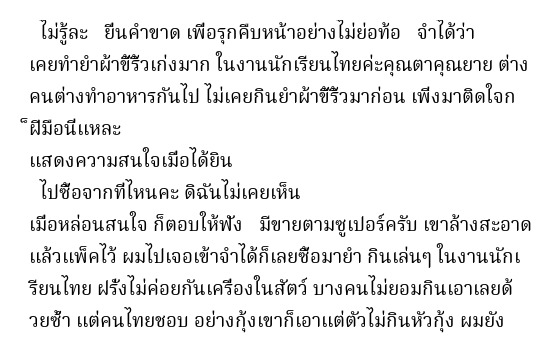 ไม่รู้ละ ยืนคำขาด เพื่อรุกคืบหน้าอย่างไม่ย่อท้อ จำได้ว่า
เคยทำยำผ้าขี้ริ้วเก่งมาก ในงานนักเรียนไทยค่ะคุณตาคุณยาย ต่าง
คนต่างทำอาหารกันไป ไม่เคยกินยำผ้าขี้ริ้วมาก่อน เพิ่งมาติดใจก
็ฝีมือนี่แหละ
แสดงความสนใจเมื่อได้ยิน
ไปซื้อจากที่ไหนคะ ดิฉันไม่เคยเห็น
เมื่อหล่อนสนใจ ก็ตอบให้ฟัง มีขายตามซูเปอร์ครับ เขาล้างสะอาด
แล้วแพ็คไว้ ผมไปเจอเข้าจำได้ก็เลยซื้อมายำ กินเล่นๆ ในงานนักเ
รียนไทย ฝรั่งไม่ค่อยกันเครื่องในสัตว์ บางคนไม่ยอมกินเอาเลยด้
วยซ้ำ แต่คนไทยชอบ อย่างกุ้งเขาก็เอาแต่ตัวไม่กินหัวกุ้ง ผมยัง